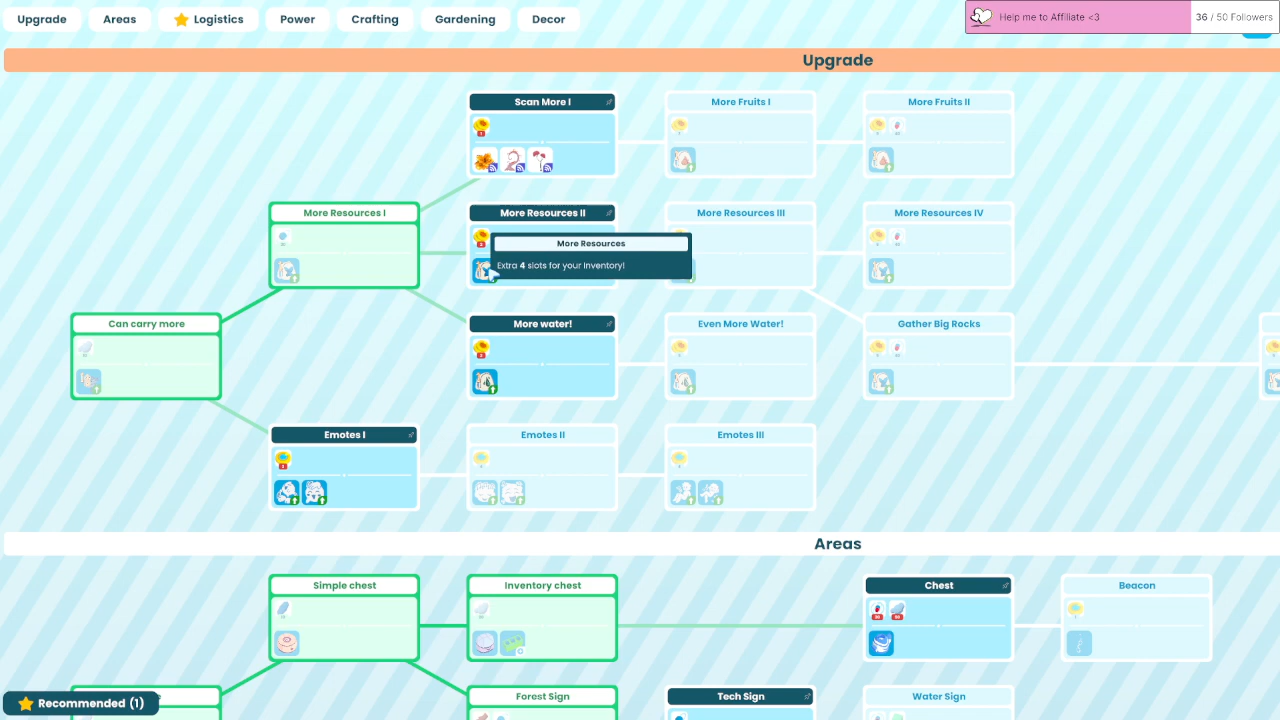 Upgrade
Areas
Logistics
Power
Crafting
Gardening
Decor
Help me to Affiliate <3
36 / 50 Followers
Upgrade
Scan More I
More Fruits I
More Fruits II
More Resources I
More Resources II
More Resources III
More Resources IV
More Resources
Extra 4 slots for your Inventory!
Can carry more
More water!
Even More Water!
Gather Big Rocks
Emotes I
Emotes II
Emotes III
Areas
Simple chest
Inventory chest
Chest
Beacon
Recommended (1)
Forest Sign
Tech Sign
Water Sign